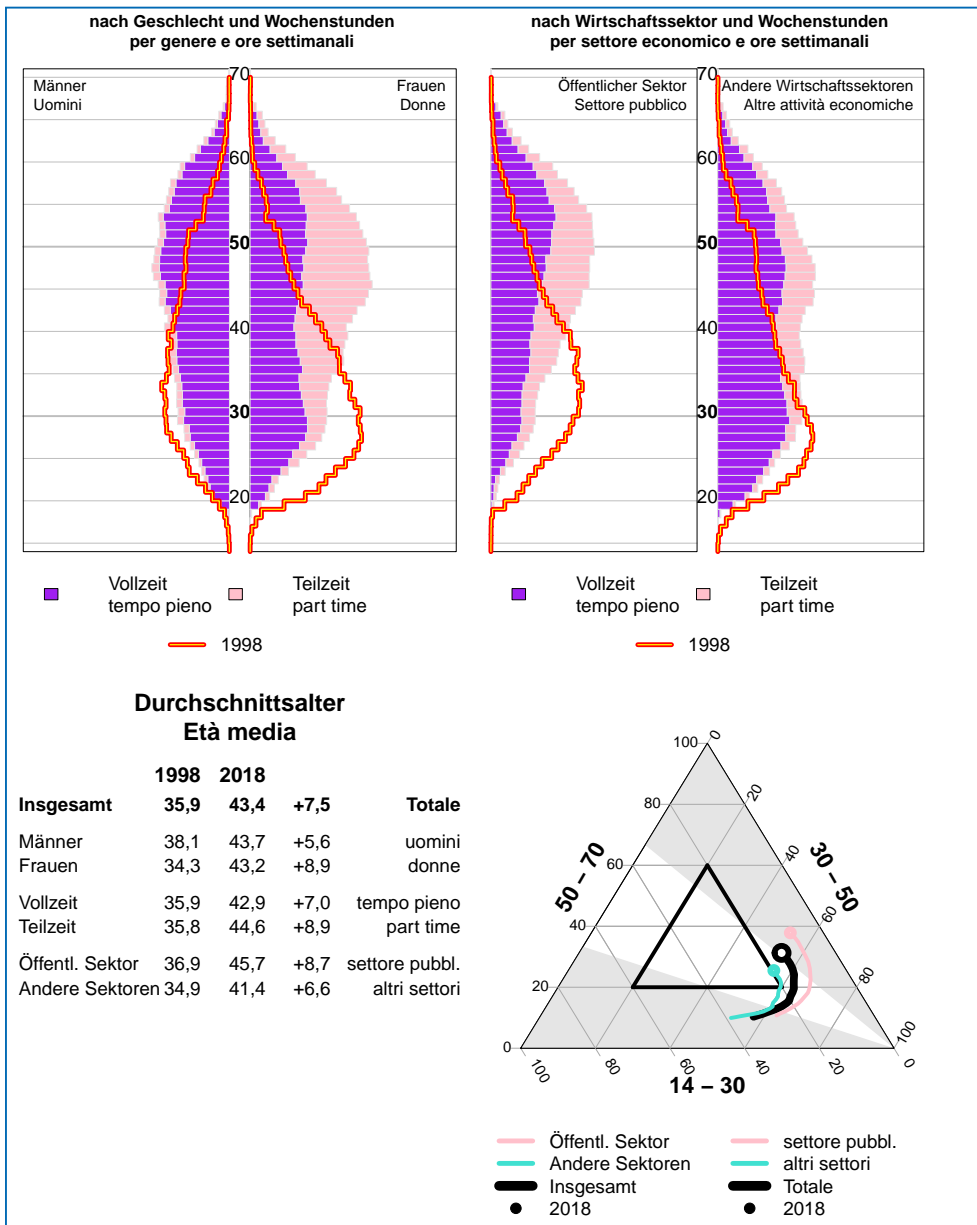 nach Geschlecht und Wochenstunden
per genere e ore settimanali
nach Wirtschaftssektor und Wochenstunden
per settore economico e ore settimanali
Männer
Uomini
70
Frauen
Donne
60
50
40
30
20
Öffentlicher Sektor
Settore pubblico
70
Andere Wirtschaftssektoren
Altre attività economiche
60
50
40
30
20
Vollzeit
tempo pieno
Teilzeit
part time
1998
Vollzeit
tempo pieno
Teilzeit
part time
1998
Durchschnittsalter
Età media
1998 2018
Insgesamt 35,9 43,4 +7,5 Totale
Männer 38,1 43,7 +5,6 uomini
Frauen 34,3 43,2 +8,9 donne
Vollzeit 35,9 42,9 +7,0 tempo pieno
Teilzeit 35,8 44,6 +8,9 part time
Öffentl. Sektor 36,9 45,7 +8,7 settore pubbl.
Andere Sektoren 34,9 41,4 +6,6 altri settori
100
80
60
40
20
0
0
20
40
60
80
100
100
80
60
40
20
0
50 – 70
30 – 50
14 – 30
Öffentl. Sektor settore pubbl.
Andere Sektoren altri settori
Insgesamt Totale
2018 2018